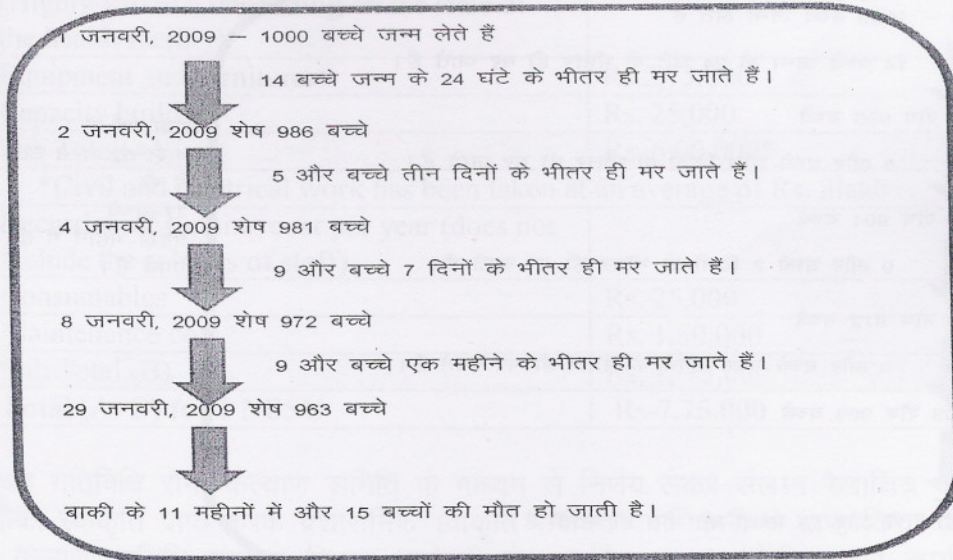 1 जनवरी, 2009 – 1000 बच्चे जन्म लेते हैं
14 बच्चे जन्म के 24 घंटे के भीतर ही मर जाते हैं।
2 जनवरी, 2009 शेष 986 बच्चे
5 और बच्चे तीन दिनों के भीतर ही मर जाते हैं।
4 जनवरी, 2009 शेष 981 बच्चे
9 और बच्चे 7 दिनों के भीतर ही मर जाते हैं।
8 जनवरी, 2009 शेष 972 बच्चे
9 और बच्चे एक महीने के भीतर ही मर जाते हैं।
29 जनवरी, 2009 शेष 963 बच्चे
बाकी के 11 महीनों में और 15 बच्चों की मौत हो जाती है।